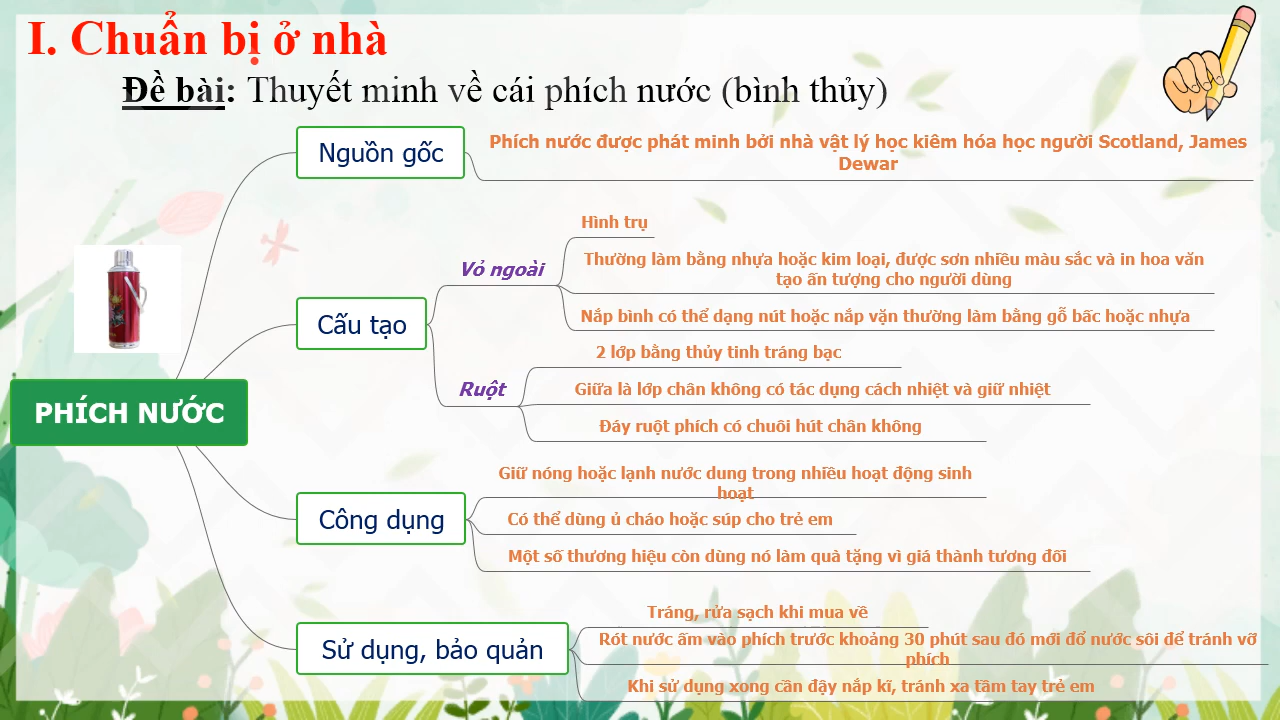 I. Chuẩn bị ở nhà
Đề bài: Thuyết minh về cái phích nước (bình thủy)
PHÍCH NƯỚC
Nguồn gốc
Phích nước được phát minh bởi nhà vật lý học kiêm hóa học người Scotland, James
Dewar
Cấu tạo
Vỏ ngoài
Hình trụ
Thường làm bằng nhựa hoặc kim loại, được sơn nhiều màu sắc và in hoa văn
tạo ấn tượng cho người dùng
Nắp bình có thể dạng nút hoặc nắp vặn thường làm bằng gỗ bấc hoặc nhựa
Ruột
2 lớp bằng thủy tinh tráng bạc
Giữa là lớp chân không có tác dụng cách nhiệt và giữ nhiệt
Đáy ruột phích có chuôi hút chân không
Công dụng
Giữ nóng hoặc lạnh nước dung trong nhiều hoạt động sinh
hoạt
Có thể dùng ủ cháo hoặc súp cho trẻ em
Một số thương hiệu còn dùng nó làm quà tặng vì giá thành tương đối
Sử dụng, bảo quản
Tráng, rửa sạch khi mua về
Rót nước ấm vào phích trước khoảng 30 phút sau đó mới đổ nước sôi để tránh vỡ
phích
Khi sử dụng xong cần đậy nắp kĩ, tránh xa tầm tay trẻ em